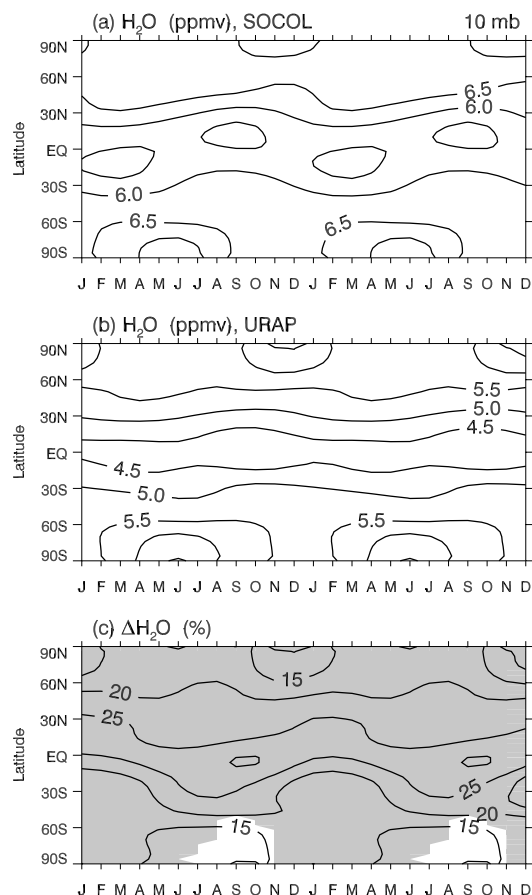 (a) H₂O (ppmv), SOCOL 10 mb
90N
60N
30N
EQ
30S
60S
90S
Latitude
6.5
6.0
6.0
6.5
6.5
J F M A M J J A S O N D J F M A M J J A S O N D
(b) H₂O (ppmv), URAP
90N
60N
30N
EQ
30S
60S
90S
Latitude
5.5
5.0
4.5
4.5
5.0
5.5
5.5
J F M A M J J A S O N D J F M A M J J A S O N D
(c) ΔH₂O (%)
90N
60N
30N
EQ
30S
60S
90S
Latitude
15
20
25
25
20
15
15
J F M A M J J A S O N D J F M A M J J A S O N D